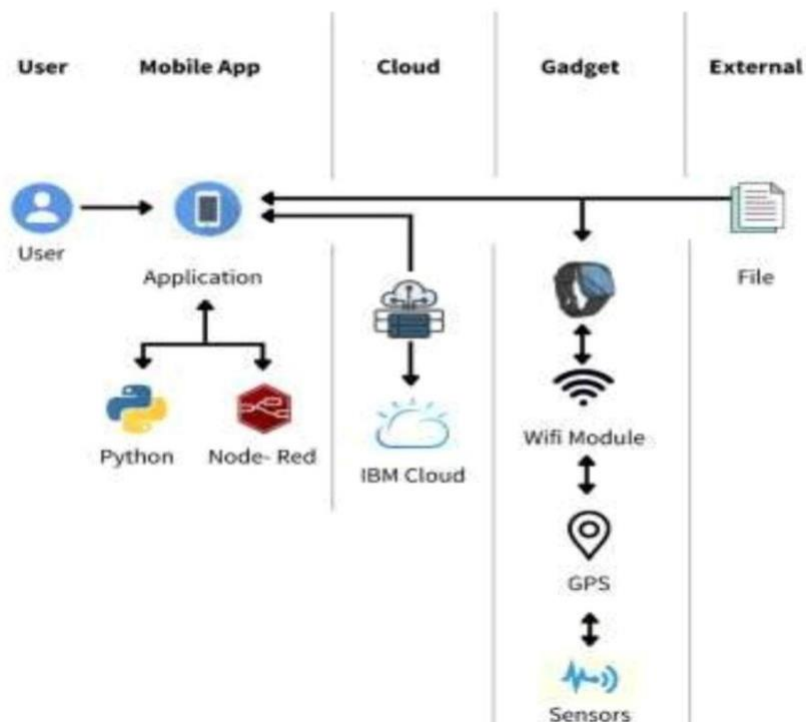 User
Mobile App
Cloud
Gadget
External
User
Application
File
Python
Node- Red
IBM Cloud
Wifi Module
GPS
Sensors